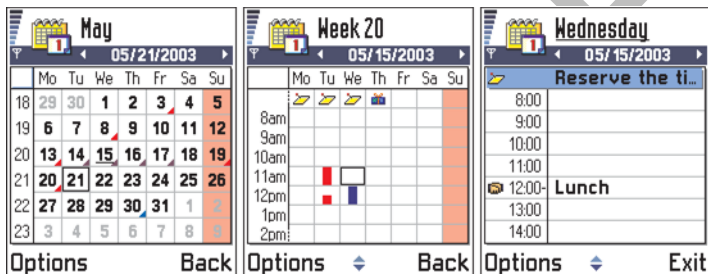 May
05/21/2003
Mo Tu We Th Fr Sa Su
18 29 30 1 2 3 4 5
19 6 7 8 9 10 11 12
20 13 14 15 16 17 18 19
21 20 21 22 23 24 25 26
22 27 28 29 30 31 1 2
23 3 4 5 6 7 8 9
Options Back
Week 20
05/15/2003
Mo Tu We Th Fr Sa Su
8am
9am
10am
11am
12pm
1pm
2pm
Options Back
Wednesday
05/15/2003
Reserve the ti...
8:00
9:00
10:00
11:00
12:00- Lunch
13:00
14:00
Options Exit